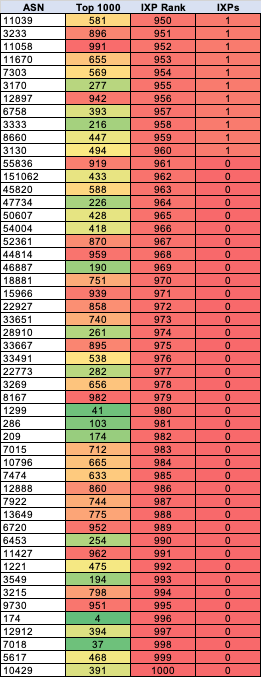 ASN Top 1000 IXP Rank IXPs
11039 581 950 1
3233 896 951 1
11058 991 952 1
11670 655 953 1
7303 569 954 1
3170 277 955 1
12897 942 956 1
6758 393 957 1
3333 216 958 1
8660 447 959 1
3130 494 960 1
55836 919 961 0
151062 433 962 0
45820 588 963 0
47734 226 964 0
50607 428 965 0
54004 418 966 0
52361 870 967 0
44814 959 968 0
46887 190 969 0
18881 751 970 0
15966 939 971 0
22927 858 972 0
33651 740 973 0
28910 261 974 0
33667 895 975 0
33491 538 976 0
22773 282 977 0
3269 656 978 0
8167 982 979 0
1299 41 980 0
286 103 981 0
209 174 982 0
7015 712 983 0
10796 665 984 0
7474 633 985 0
12888 860 986 0
7922 744 987 0
13649 775 988 0
6720 952 989 0
6453 254 990 0
11427 962 991 0
1221 475 992 0
3549 194 993 0
3215 798 994 0
9730 951 995 0
174 4 996 0
12912 394 997 0
7018 37 998 0
5617 468 999 0
10429 391 1000 0